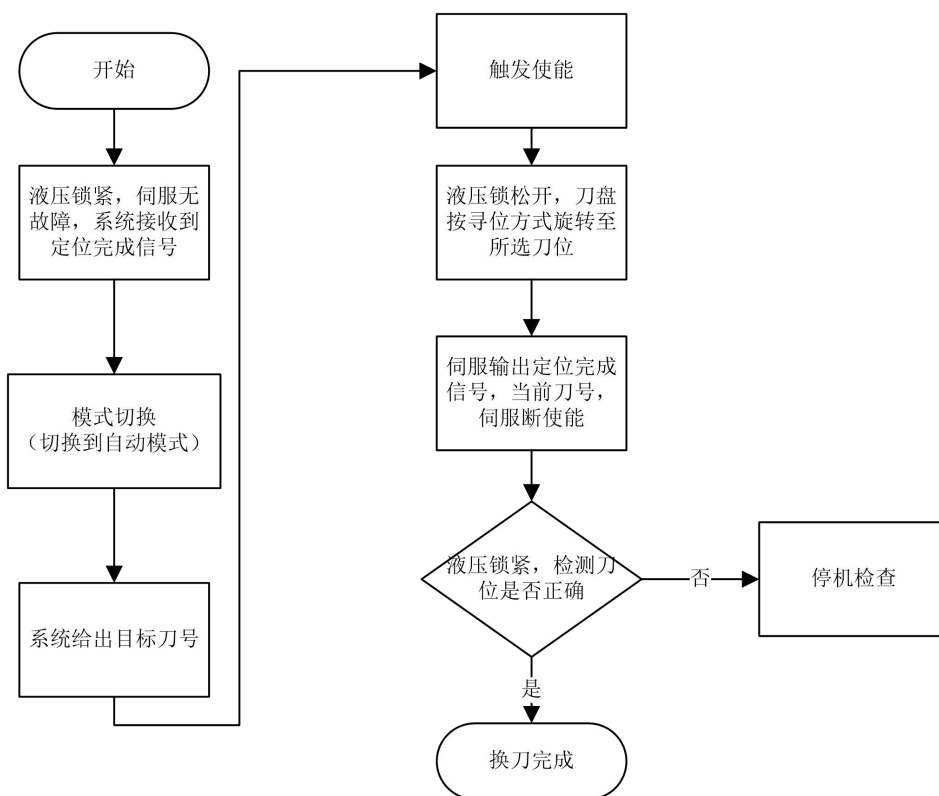 开始
液压锁紧，伺服无
故障，系统接收到
定位完成信号
模式切换
（切换到自动模式）
系统给出目标刀号
触发使能
液压锁松开，刀盘
按寻位方式旋转至
所选刀位
伺服输出定位完成
信号，当前刀号，
伺服断使能
液压锁紧，检测刀
位是否正确
否
停机检查
是
换刀完成